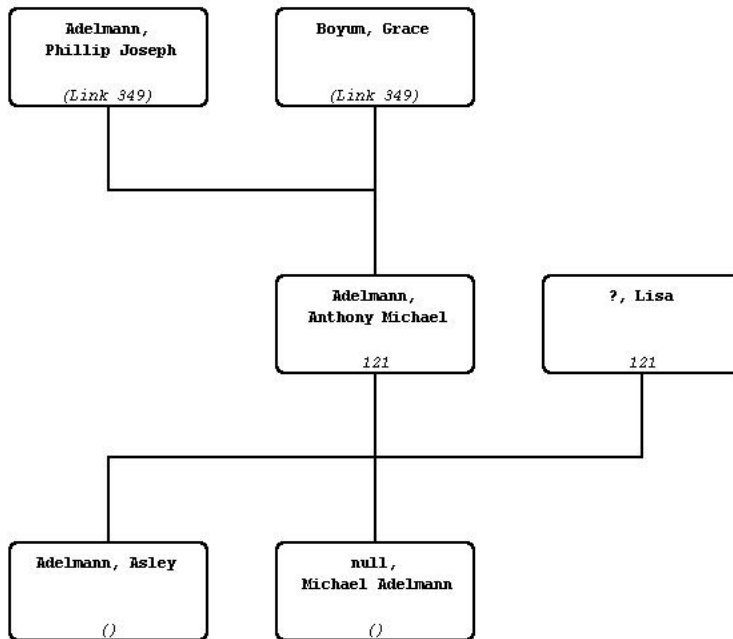 Adelmann,
Phillip Joseph
(Link 349)
Boyum, Grace
(Link 349)
Adelmann,
Anthony Michael
121
?, Lisa
121
Adelmann, Asley
()
null,
Michael Adelmann
()